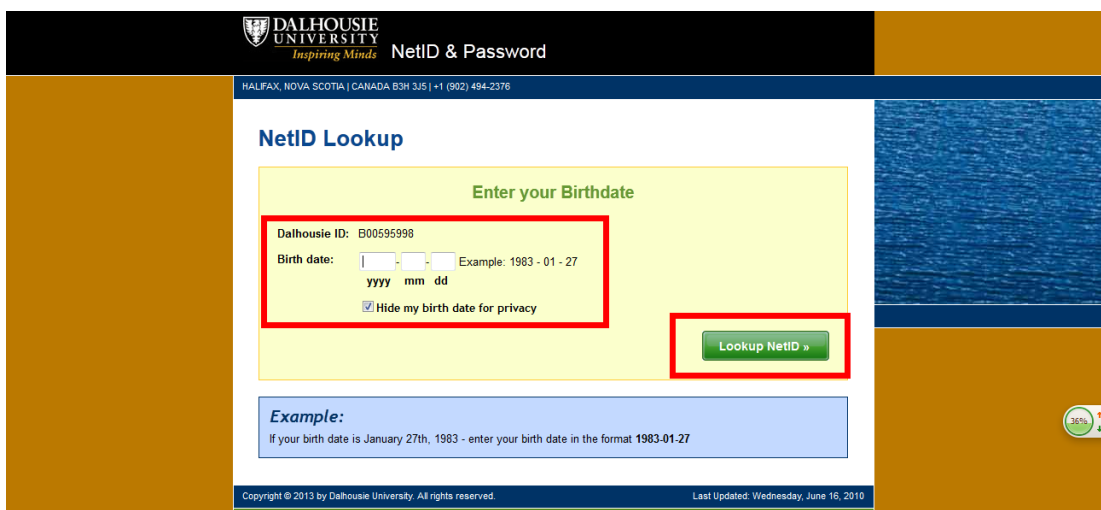 DALHOUSIE
UNIVERSITY
Inspiring Minds
NetID & Password
HALIFAX, NOVA SCOTIA | CANADA B3H 3J5 | +1 (902) 494-2376
NetID Lookup
Enter your Birthdate
Dalhousie ID: B00595998
Birth date: - - Example: 1983 - 01 - 27
yyyy mm dd
Hide my birth date for privacy
Lookup NetID »
Example:
If your birth date is January 27th, 1983 - enter your birth date in the format 1983-01-27
36%
Copyright © 2013 by Dalhousie University. All rights reserved. Last Updated: Wednesday, June 16, 2010